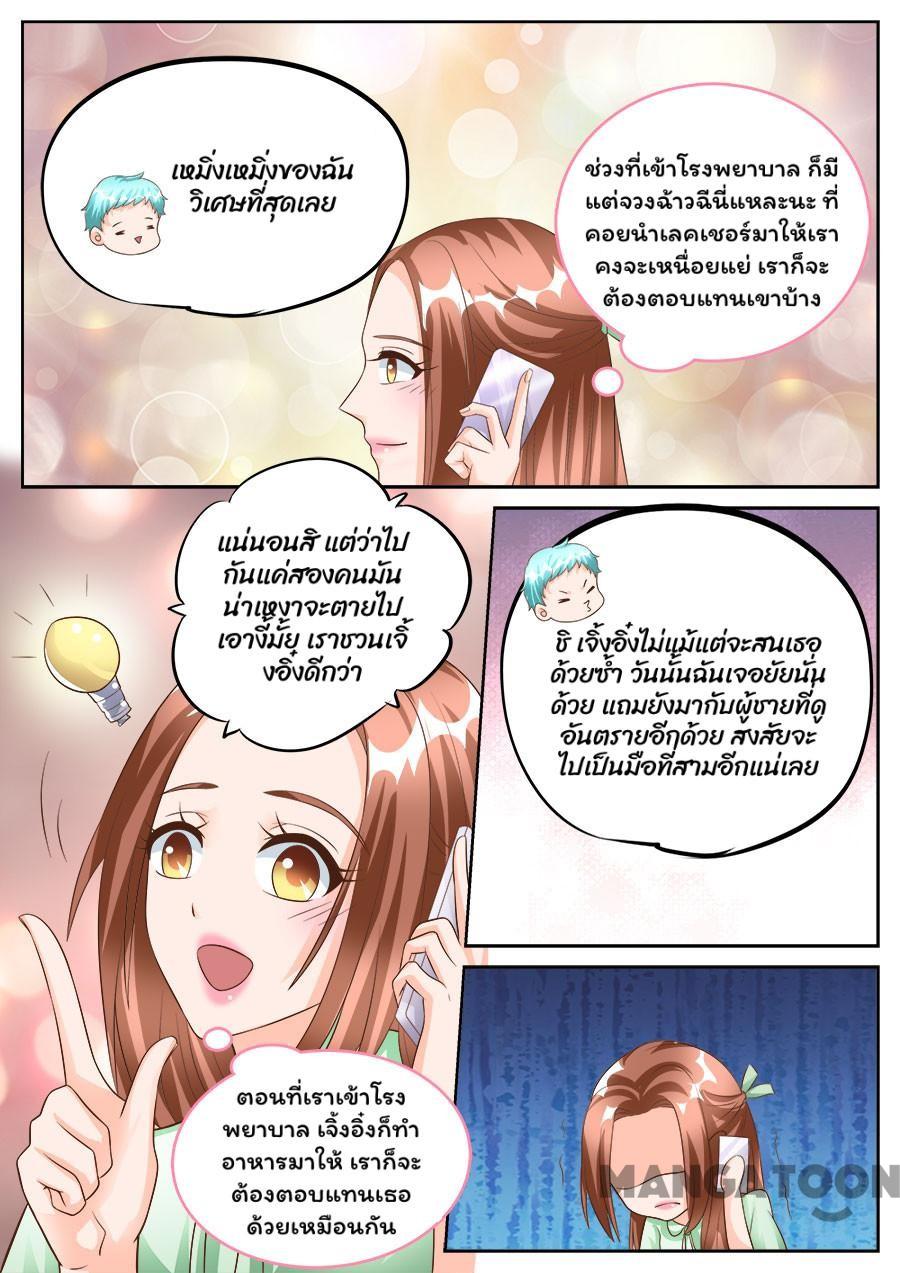 เหมิ่งเหมิ่งของฉัน
วิเศษที่สุดเลย
ช่วงที่เข้าโรงพยาบาล ก็มี
แต่จวงฉ้าวฉีนี่แหละนะ ที่
คอยนำเลคเชอร์มาให้เรา
คงจะเหนื่อยแย่ เราก็จะ
ต้องตอบแทนเขาบ้าง
แน่นอนสิ แต่ว่าไป
กันแค่สองคนมัน
น่าเหงาจะตายไป
เอางี้มั้ย เราชวนเจิ้
งอิ๋งดีกว่า
ชิ เจิ้งอิ๋งไม่แม้แต่จะสนเธอ
ด้วยซ้ำ วันนั้นฉันเจอยัยนั่น
ด้วย แถมยังมากับผู้ชายที่ดู
อันตรายอีกด้วย สงสัยจะ
ไปเป็นมือที่สามอีกแน่เลย
ตอนที่เราเข้าโรง
พยาบาล เจิ้งอิ๋งก็ทำ
อาหารมาให้ เราก็จะ
ต้องตอบแทนเธอ
ด้วยเหมือนกัน
MANGATOON